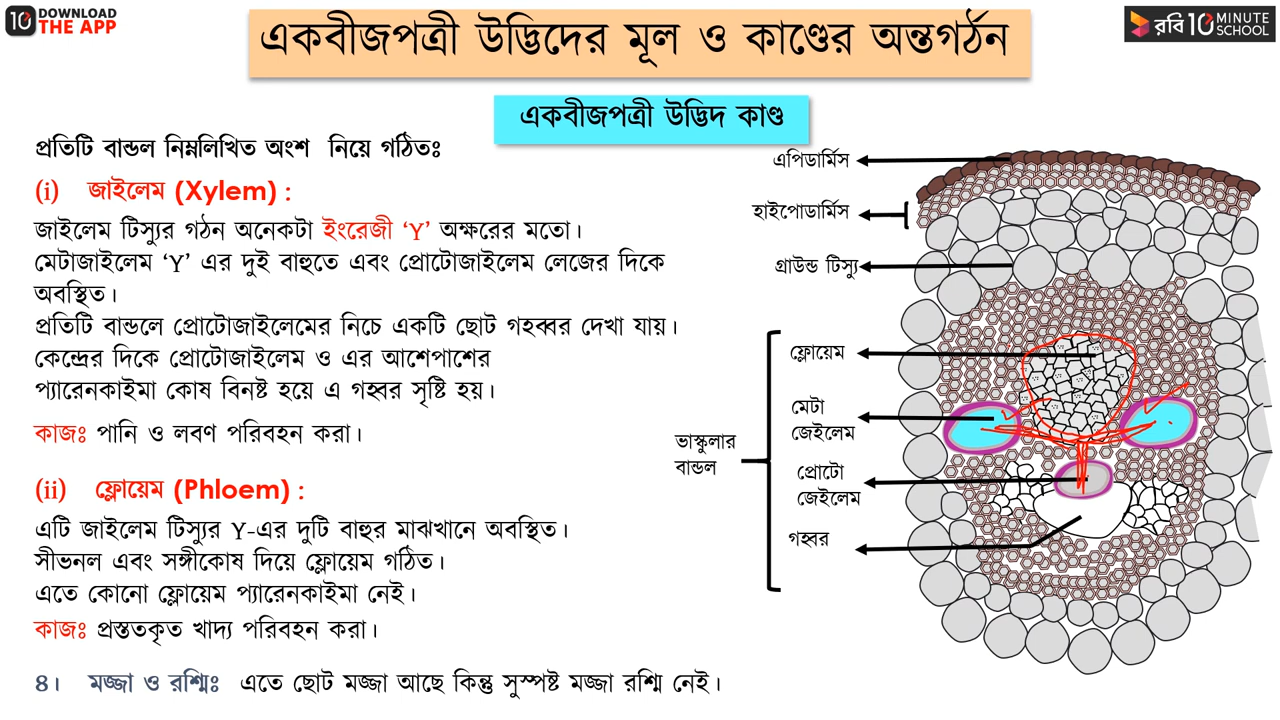 10 DOWNLOAD
THE APP
একবীজপত্রী উদ্ভিদের মূল ও কাণ্ডের অন্তগর্ঠন
রবি 10 MINUTE
SCHOOL
একবীজপত্রী উদ্ভিদ কাণ্ড
প্রতিটি বান্ডল নিম্নলিখিত অংশ নিয়ে গঠিতঃ
(i) জাইলেম (Xylem) :
জাইলেম টিস্যুর গঠন অনেকটা ইংরেজী ‘Y’ অক্ষরের মতো।
মেটাজাইলেম ‘Y’ এর দুই বাহুতে এবং প্রোটোজাইলেম লেজের দিকে
অবস্থিত।
প্রতিটি বান্ডলে প্রোটোজাইলেমের নিচে একটি ছোট গহব্বর দেখা যায়।
কেন্দ্রের দিকে প্রোটোজাইলেম ও এর আশেপাশের
প্যারেনকাইমা কোষ বিনষ্ট হয়ে এ গহ্বর সৃষ্টি হয়।
কাজঃ পানি ও লবণ পরিবহন করা।
(ii) ফ্লোয়েম (Phloem) :
এটি জাইলেম টিস্যুর Y-এর দুটি বাহুর মাঝখানে অবস্থিত।
সীভনল এবং সঙ্গীকোষ দিয়ে ফ্লোয়েম গঠিত।
এতে কোনো ফ্লোয়েম প্যারেনকাইমা নেই।
কাজঃ প্রস্তুতকৃত খাদ্য পরিবহন করা।
৪। মজ্জা ও রশ্মিঃ এতে ছোট মজ্জা আছে কিন্তু সুস্পষ্ট মজ্জা রশ্মি নেই।
এপিডার্মিস
হাইপোডার্মিস
গ্রাউন্ড টিস্যু
ফ্লোয়েম
মেটা
জেইলেম
ভাস্কুলার
বান্ডল
প্রোটো
জেইলেম
গহ্বর